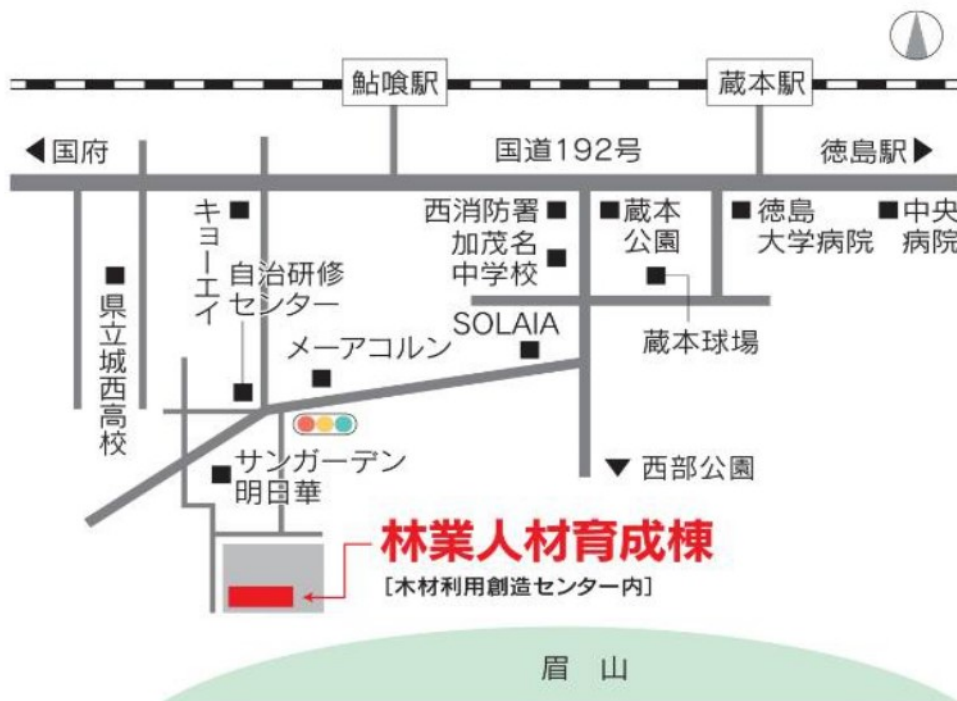 鮎喰駅
蔵本駅
◀国府
国道192号
徳島駅▶
キョーエイ
西消防署
加茂名
中学校
蔵本
公園
徳島
大学病院
中央
病院
自治研修
センター
県立城西高校
メーアコルン
SOLAIA
蔵本球場
サンガーデン
明日華
▼西部公園
林業人材育成棟
［木材利用創造センター内］
眉 山